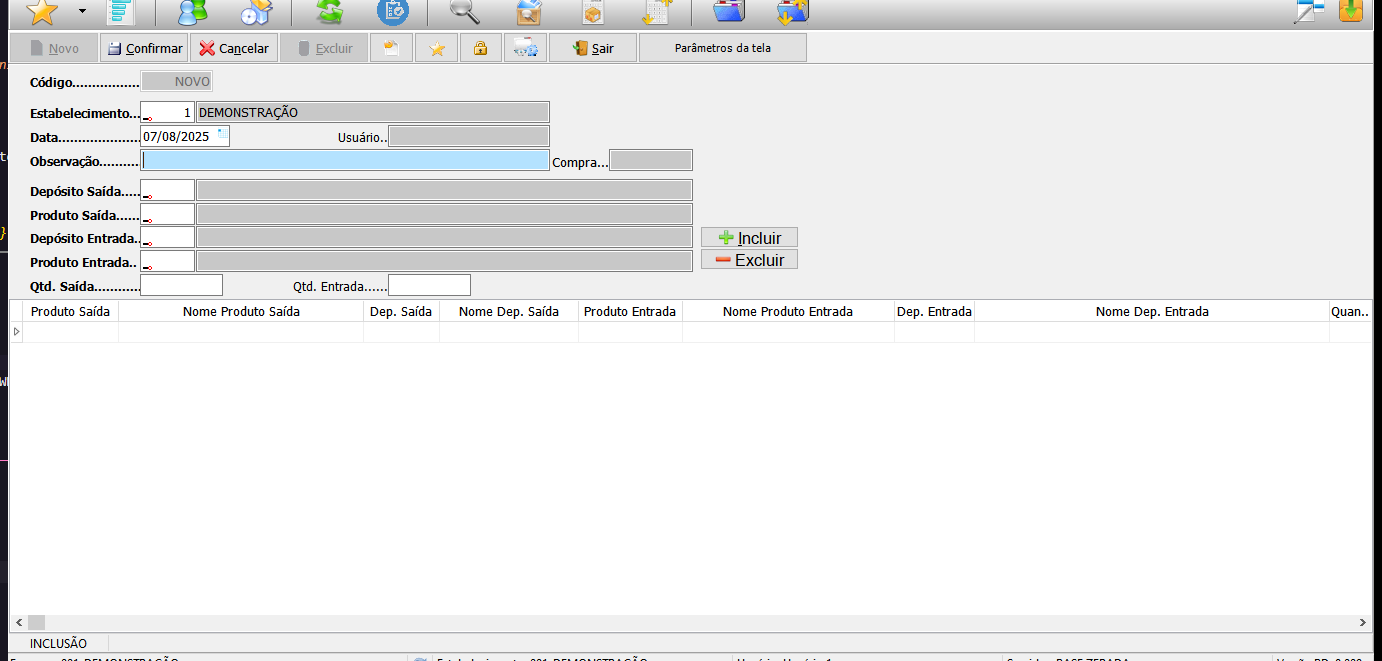 Novo Confirmar Cancelar Excluir Sair Parâmetros da tela
Código................. NOVO
Estabelecimento... 1 DEMONSTRAÇÃO
Data..................... 07/08/2025 Usuário..
Observação.......... Compra...
Depósito Saída.....
Produto Saída......
Depósito Entrada.. Incluir
Produto Entrada.. Excluir
Qtd. Saída............ Qtd. Entrada......
Produto Saída Nome Produto Saída Dep. Saída Nome Dep. Saída Produto Entrada Nome Produto Entrada Dep. Entrada Nome Dep. Entrada Quan..
INCLUSÃO